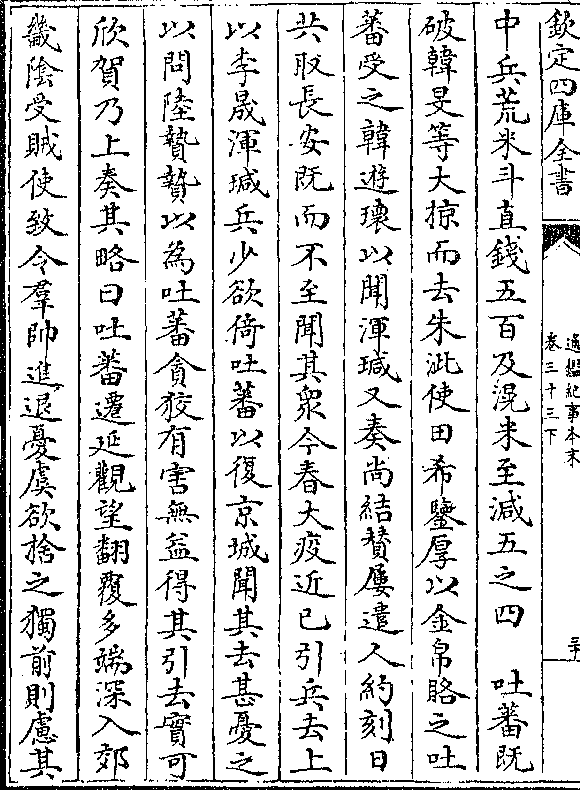 欽定四庫全書
通鑑紀事本末
卷三十三下
中兵荒米斗直錢五百及滉米至減五之四　吐蕃既
破韓旻等大掠而去朱泚使田希鑒厚以金帛賂之吐
蕃受之韓遊瓌以聞渾瑊又奏尚結贊屢遣人約刻日
共取長安既而不至聞其衆今春大疫近已引兵去上
以李晟渾瑊兵少欲倚吐蕃以復京城聞其去甚憂之
以問陸贄贄以為吐蕃貪狡有害無益得其引去實可
欣賀乃上奏其略曰吐蕃遷延觀望翻覆多端深入郊
畿陰受賊使致令羣帥進退憂虞欲捨之獨前則慮其